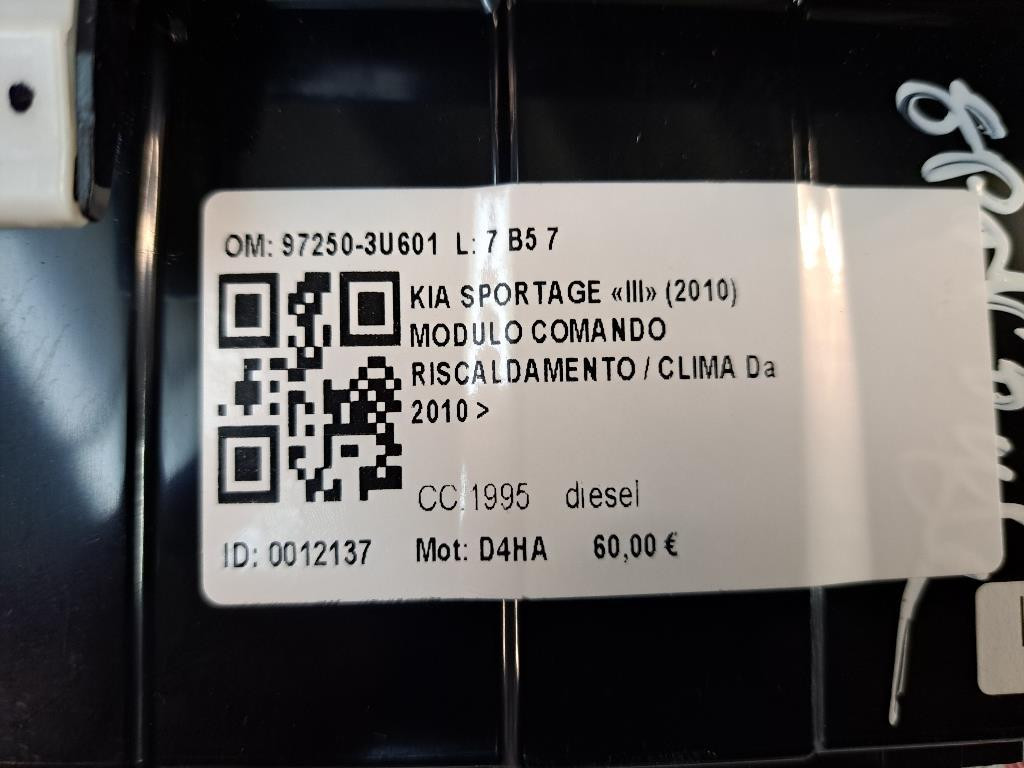 OM: 97250-3U601 L: 7 B5 7
KIA SPORTAGE «III» (2010)
MODULO COMANDO
RISCALDAMENTO / CLIMA Da
2010 >
CC 1995 diesel
ID: 0012137 Mot: D4HA 60,00 €